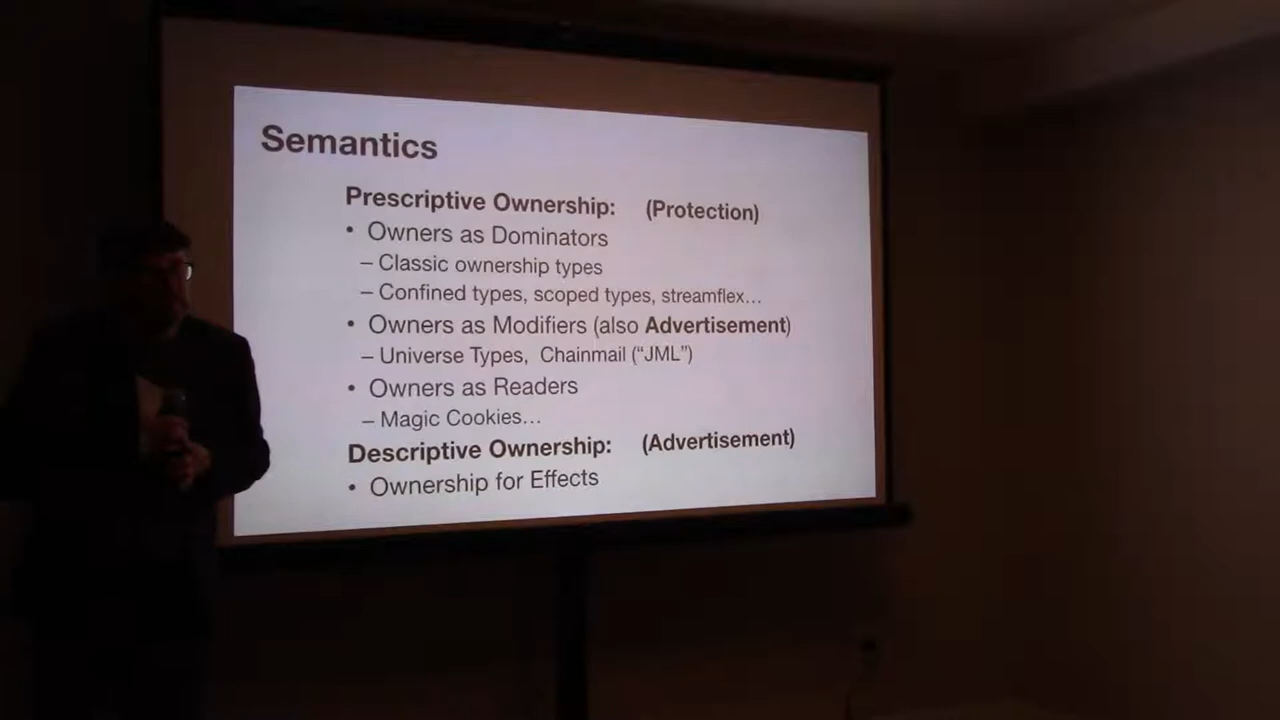 Semantics
Prescriptive Ownership: (Protection)
• Owners as Dominators
– Classic ownership types
– Confined types, scoped types, streamflex…
• Owners as Modifiers (also Advertisement)
– Universe Types, Chainmail (“JML”)
• Owners as Readers
– Magic Cookies…
Descriptive Ownership: (Advertisement)
• Ownership for Effects